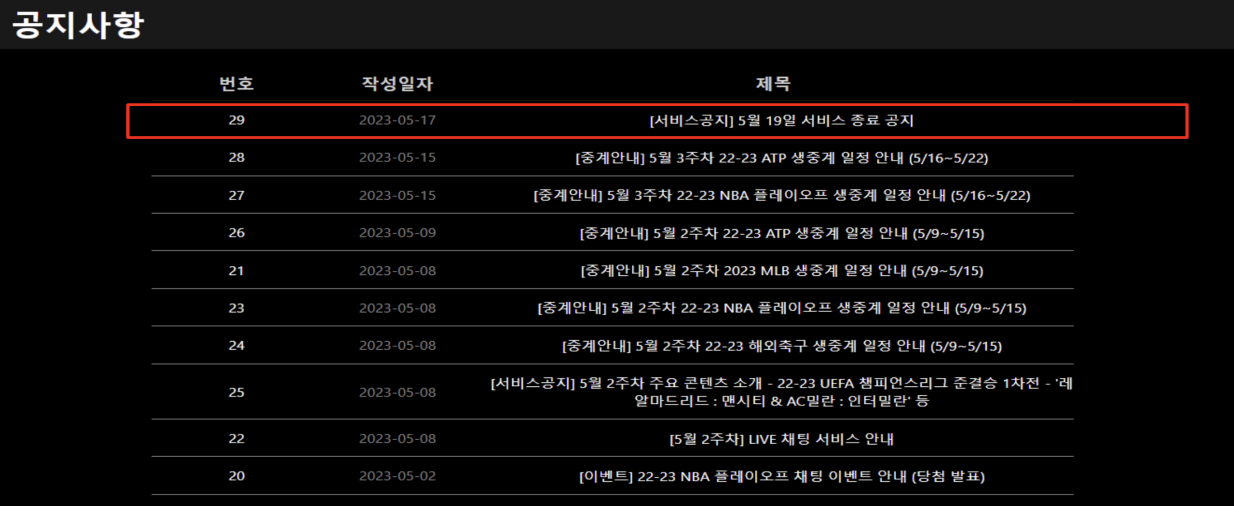 공지사항
번호 작성일자 제목
29 2023-05-17 [서비스공지] 5월 19일 서비스 종료 공지
28 2023-05-15 [중계안내] 5월 3주차 22-23 ATP 생중계 일정 안내 (5/16~5/22)
27 2023-05-15 [중계안내] 5월 3주차 22-23 NBA 플레이오프 생중계 일정 안내 (5/16~5/22)
26 2023-05-09 [중계안내] 5월 2주차 22-23 ATP 생중계 일정 안내 (5/9~5/15)
21 2023-05-08 [중계안내] 5월 2주차 2023 MLB 생중계 일정 안내 (5/9~5/15)
23 2023-05-08 [중계안내] 5월 2주차 22-23 NBA 플레이오프 생중계 일정 안내 (5/9~5/15)
24 2023-05-08 [중계안내] 5월 2주차 22-23 해외축구 생중계 일정 안내 (5/9~5/15)
25 2023-05-08 [서비스공지] 5월 2주차 주요 콘텐츠 소개 - 22-23 UEFA 챔피언스리그 준결승 1차전 - '레
알마드리드 : 맨시티 & AC밀란 : 인터밀란' 등
22 2023-05-08 [5월 2주차] LIVE 채팅 서비스 안내
20 2023-05-02 [이벤트] 22-23 NBA 플레이오프 채팅 이벤트 안내 (당첨 발표)